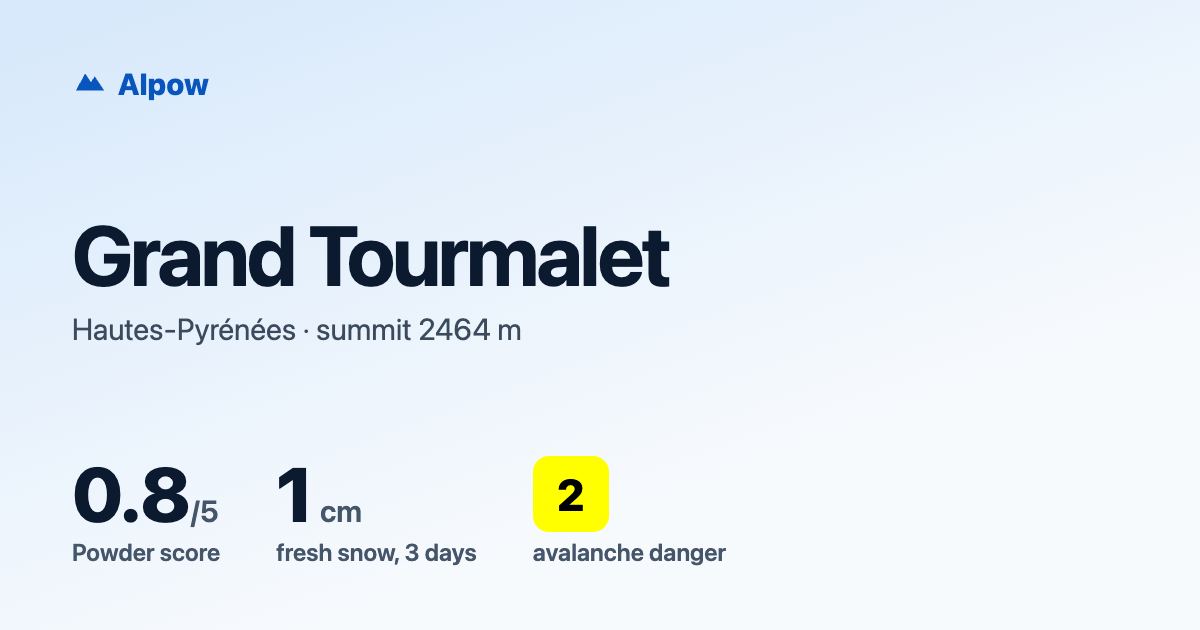 Alpow
Grand Tourmalet
Hautes-Pyrénées · summit 2464 m
0.8/5 1 cm 2
Powder score fresh snow, 3 days avalanche danger